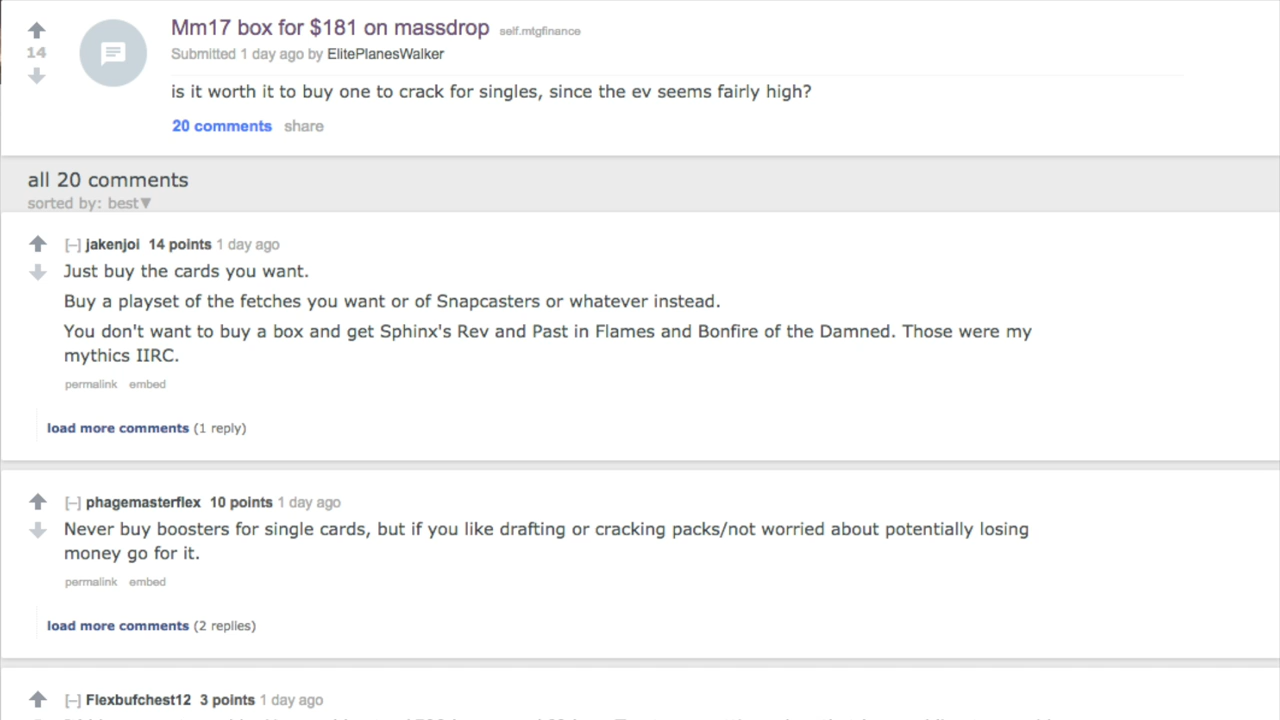 Mm17 box for $181 on massdrop self.mtgfinance
14
Submitted 1 day ago by ElitePlanesWalker
is it worth it to buy one to crack for singles, since the ev seems fairly high?
20 comments share
all 20 comments
sorted by: best▼
[–] jakenjoi 14 points 1 day ago
Just buy the cards you want.
Buy a playset of the fetches you want or of Snapcasters or whatever instead.
You don't want to buy a box and get Sphinx's Rev and Past in Flames and Bonfire of the Damned. Those were my
mythics IIRC.
permalink embed
load more comments (1 reply)
[–] phagemasterflex 10 points 1 day ago
Never buy boosters for single cards, but if you like drafting or cracking packs/not worried about potentially losing
money go for it.
permalink embed
load more comments (2 replies)
[–] Flexbufchest12 3 points 1 day ago